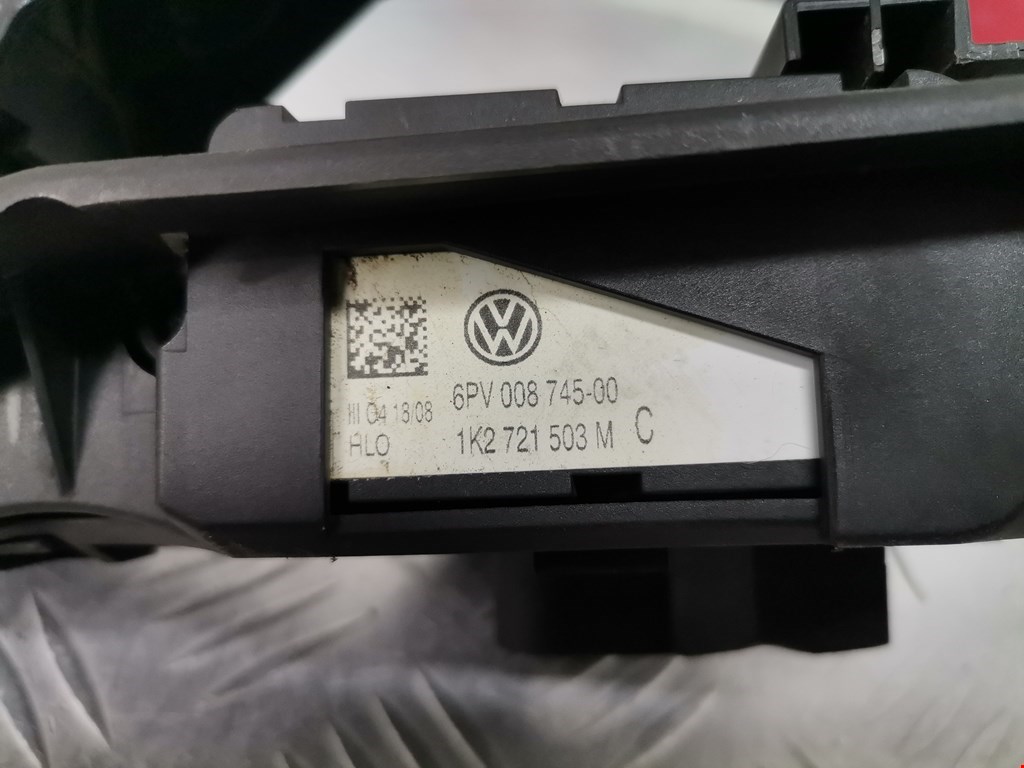 6PV 008 745-00
III 04 18 08
1K2 721 503 M C
HLO